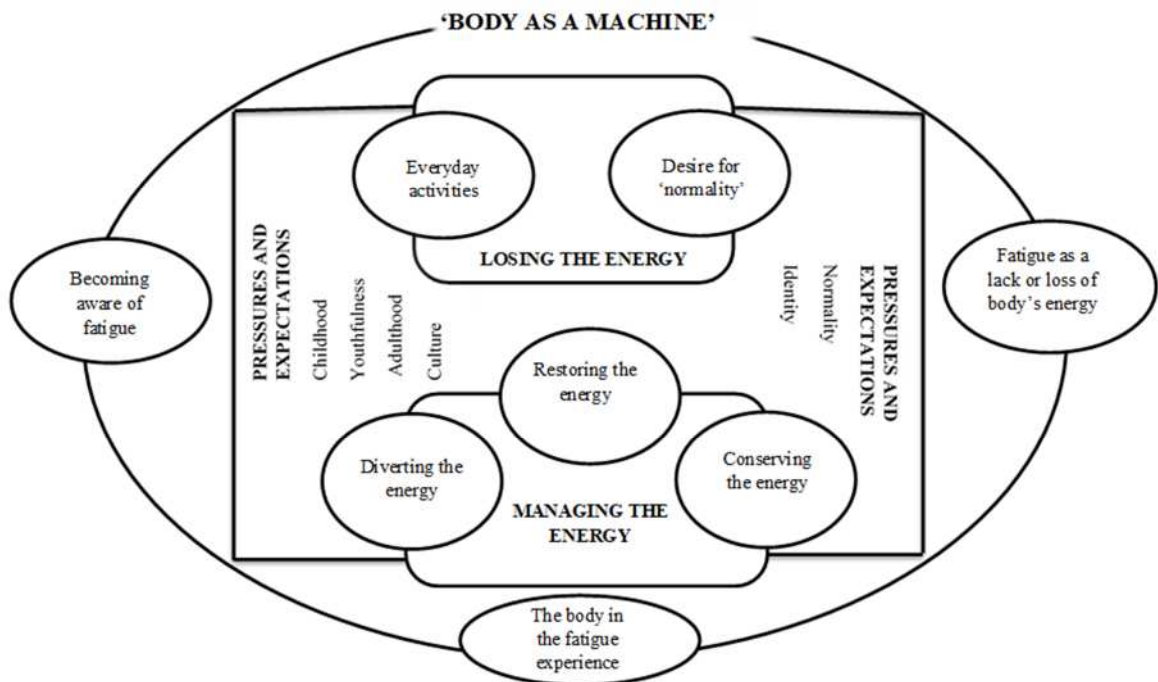 ‘BODY AS A MACHINE’
Everyday
activities
Desire for
‘normality’
LOSING THE ENERGY
Becoming
aware of
fatigue
PRESSURES AND
EXPECTATIONS
Childhood
Youthfulness
Adulthood
Culture
Identity
Normality
PRESSURES AND
EXPECTATIONS
Fatigue as a
lack or loss of
body’s energy
Restoring the
energy
Diverting the
energy
Conserving
the energy
MANAGING THE
ENERGY
The body in
the fatigue
experience